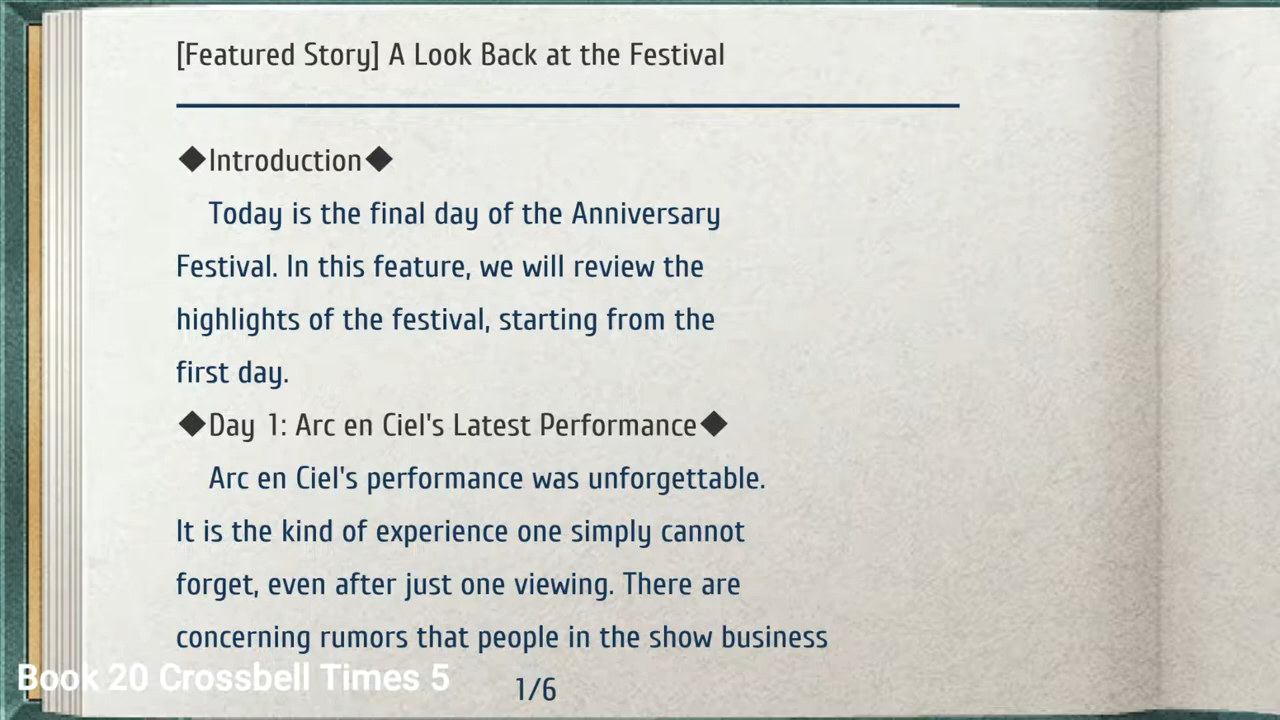 [Featured Story] A Look Back at the Festival
◆Introduction◆
Today is the final day of the Anniversary
Festival. In this feature, we will review the
highlights of the festival, starting from the
first day.
◆Day 1: Arc en Ciel's Latest Performance◆
Arc en Ciel's performance was unforgettable.
It is the kind of experience one simply cannot
forget, even after just one viewing. There are
concerning rumors that people in the show business
Book 20 Crossbell Times 5
1/6